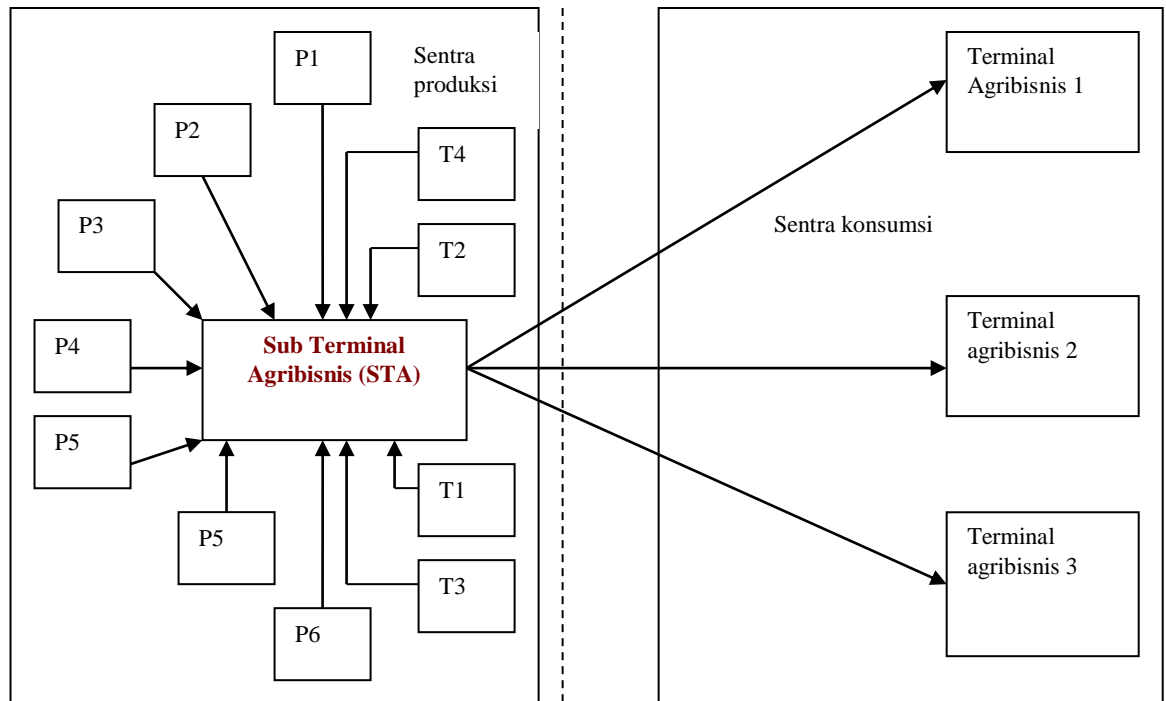 P1
Sentra
produksi
P2
T4
P3
T2
P4
Sub Terminal
Agribisnis (STA)
P5
T1
P5
T3
P6
Terminal
Agribisnis 1
Sentra konsumsi
Terminal
agribisnis 2
Terminal
agribisnis 3